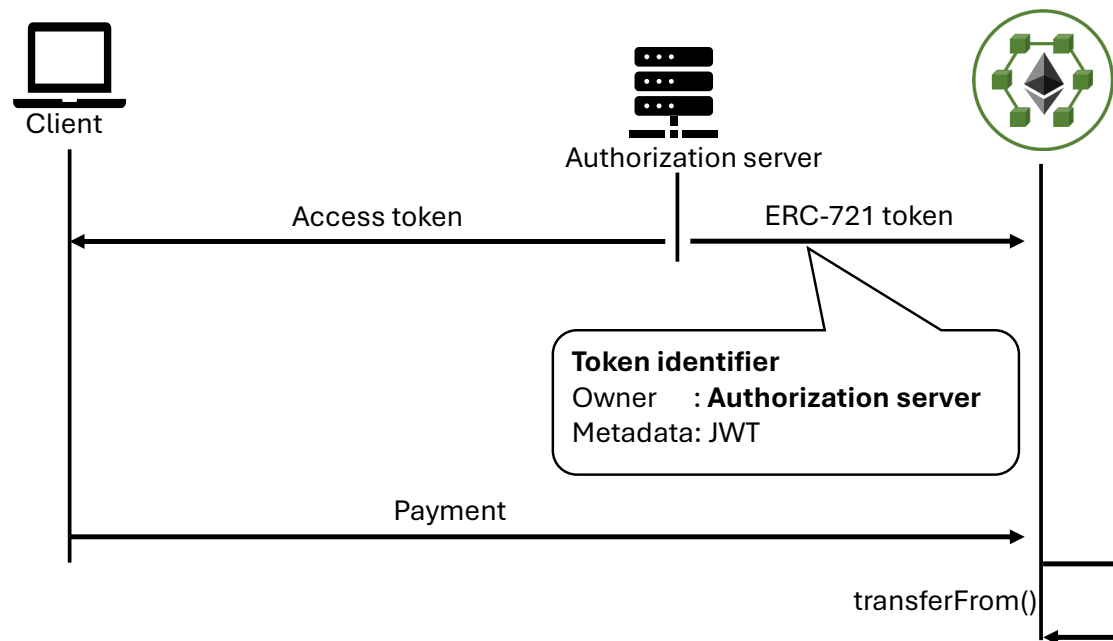 Client
Authorization server
Access token
ERC-721 token
Token identifier
Owner : Authorization server
Metadata: JWT
Payment
transferFrom()